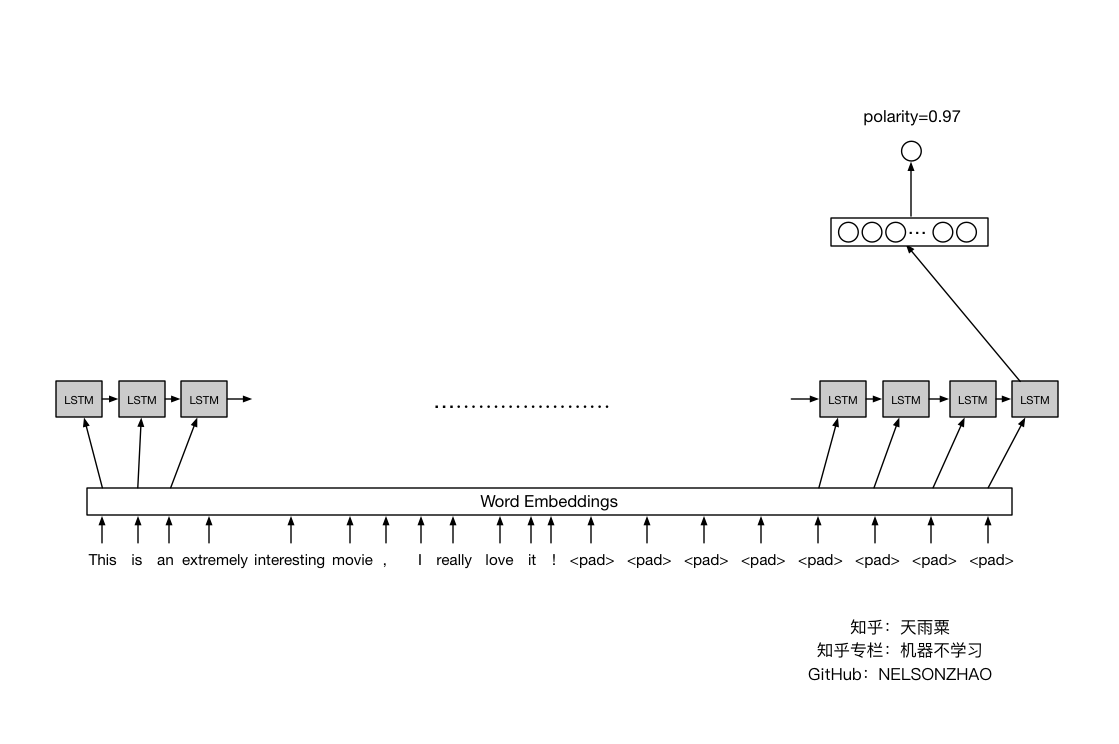 polarity=0.97
LSTM LSTM LSTM LSTM LSTM LSTM LSTM
Word Embeddings
This is an extremely interesting movie , I really love it ! <pad> <pad> <pad> <pad> <pad> <pad> <pad> <pad>
知乎：天雨粟
知乎专栏：机器不学习
GitHub：NELSONZHAO